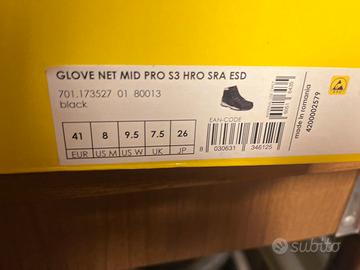 GLOVE NET MID PRO S3 HRO SRA ESD
701.173527 01 80013
black
41 8 9.5 7.5 26
EUR US M US W UK JP
EAN-CODE
8 030631 346125
made in romania
4200002579
subito